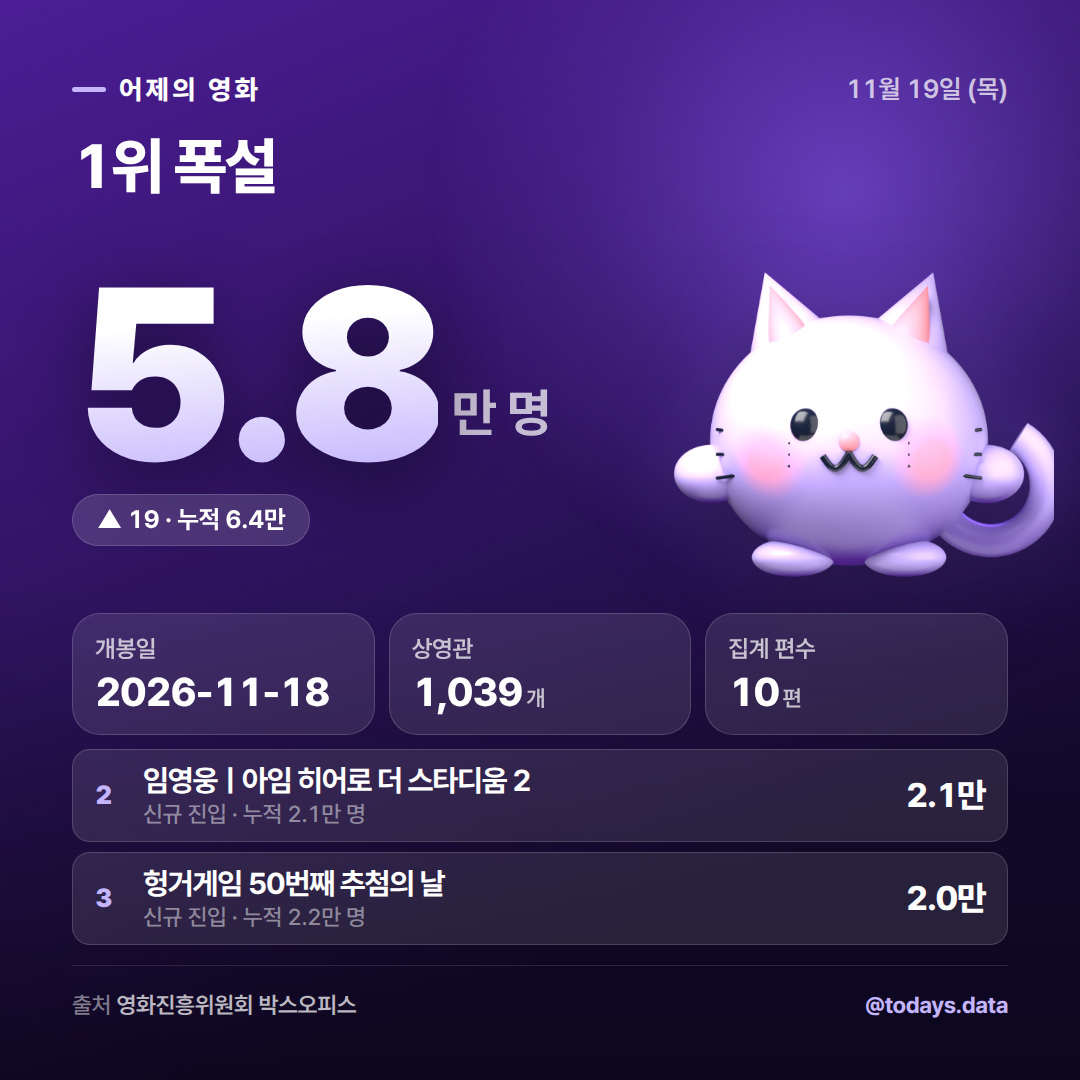 어제의 영화
11월 19일 (목)
1위 폭설
5.8만 명
▲ 19 · 누적 6.4만
개봉일
2026-11-18
상영관
1,039개
집계 편수
10편
2
임영웅 | 아임 히어로 더 스타디움 2
신규 진입 · 누적 2.1만 명
2.1만
3
헝거게임 50번째 추첨의 날
신규 진입 · 누적 2.2만 명
2.0만
출처 영화진흥위원회 박스오피스
@todays.data